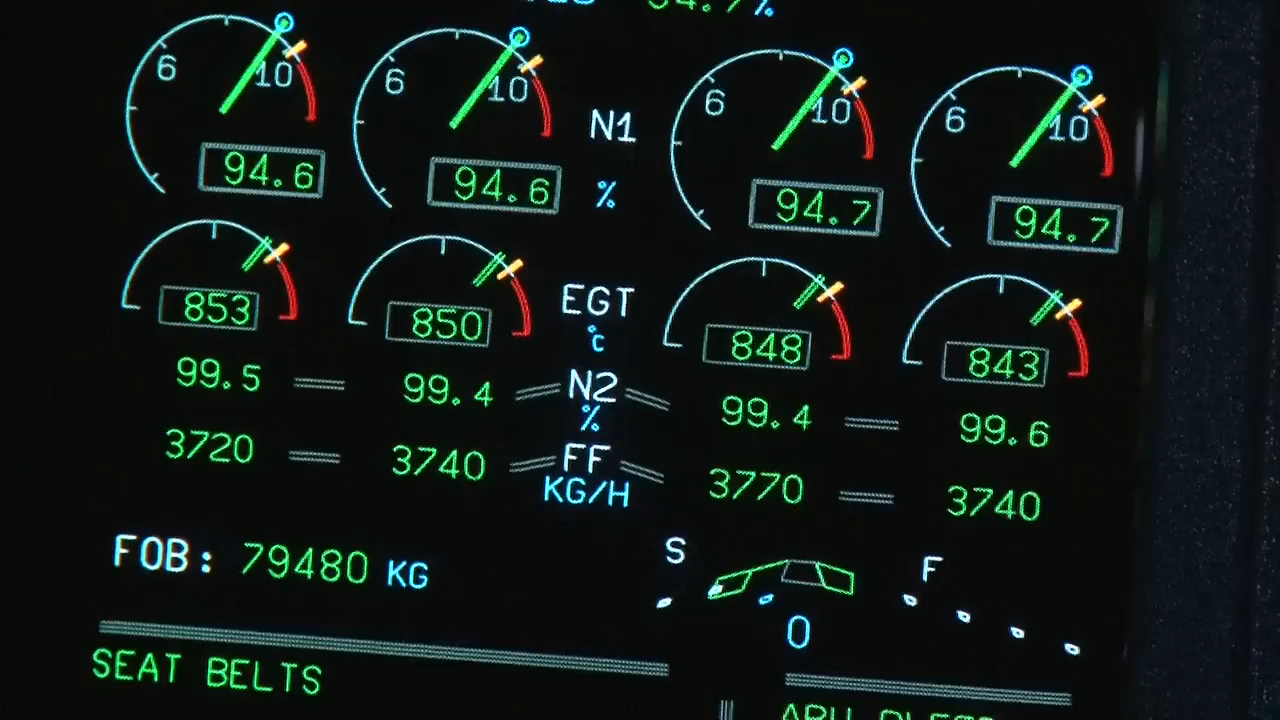 94.7%
6 10 6 10 N1 6 10 6 10
94.6 94.6 % 94.7 94.7
853 850 EGT 848 843
°C
99.5 99.4 N2 99.4 99.6
%
3720 3740 FF 3770 3740
KG/H
FOB: 79480 KG
S F
0
SEAT BELTS